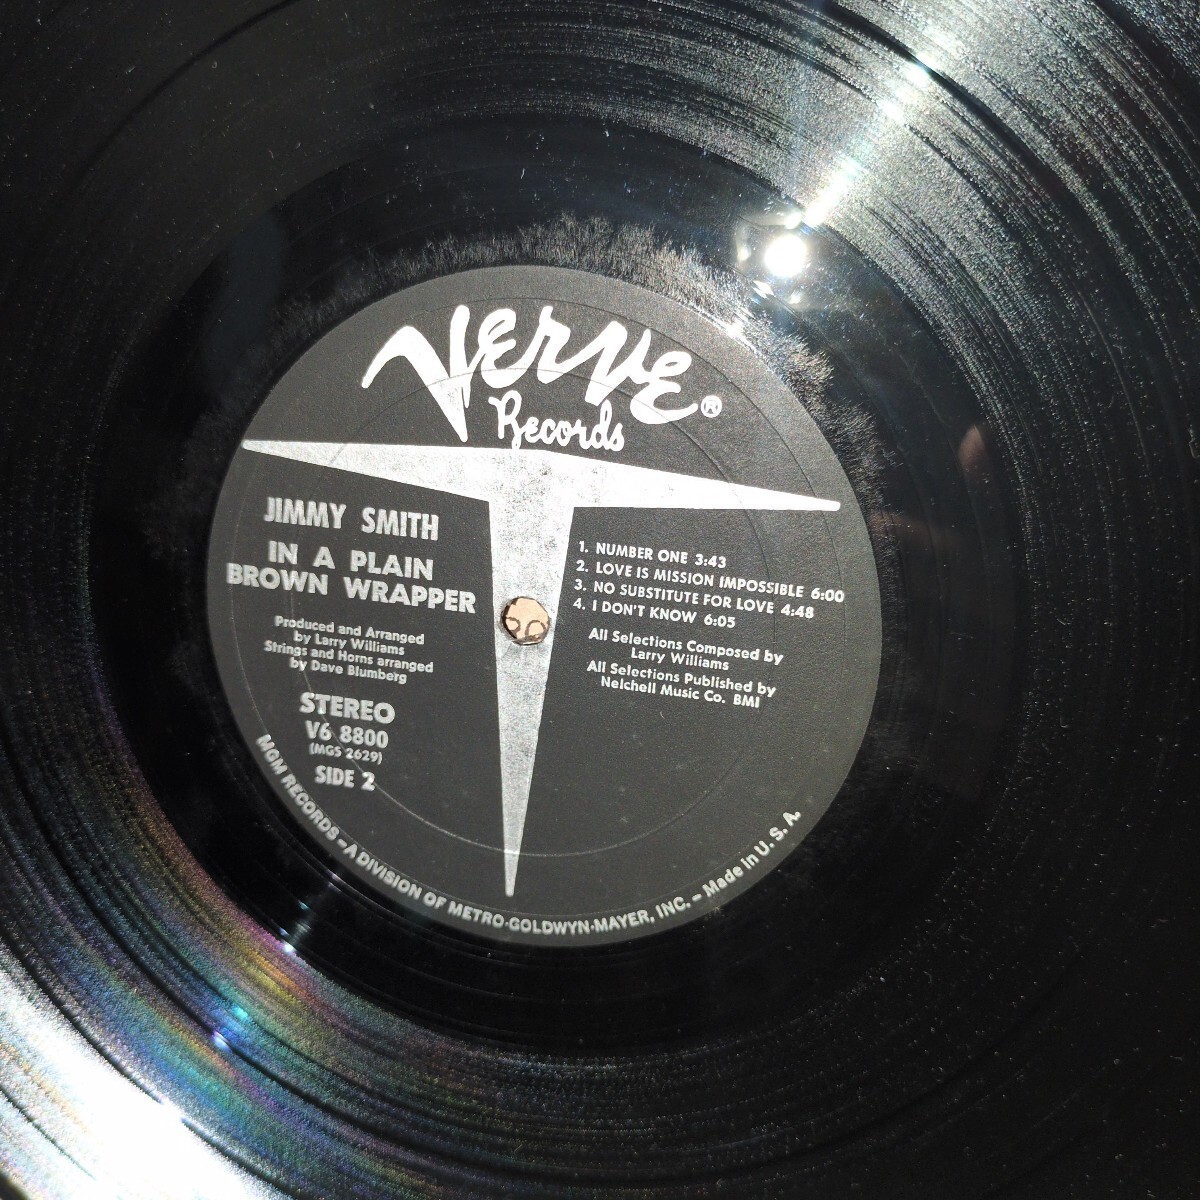 VERVE®
Records
JIMMY SMITH
IN A PLAIN
BROWN WRAPPER
Produced and Arranged
by Larry Williams
Strings and Horns arranged
by Dave Blumberg
STEREO
V6 8800
(MGS 2629)
SIDE 2
1. NUMBER ONE 3:43
2. LOVE IS MISSION IMPOSSIBLE 6:00
3. NO SUBSTITUTE FOR LOVE 4:48
4. I DON'T KNOW 6:05
All Selections Composed by
Larry Williams
All Selections Published by
Nelchell Music Co. BMI
MGM RECORDS – A DIVISION OF METRO-GOLDWYN-MAYER, INC. – Made in U. S. A.